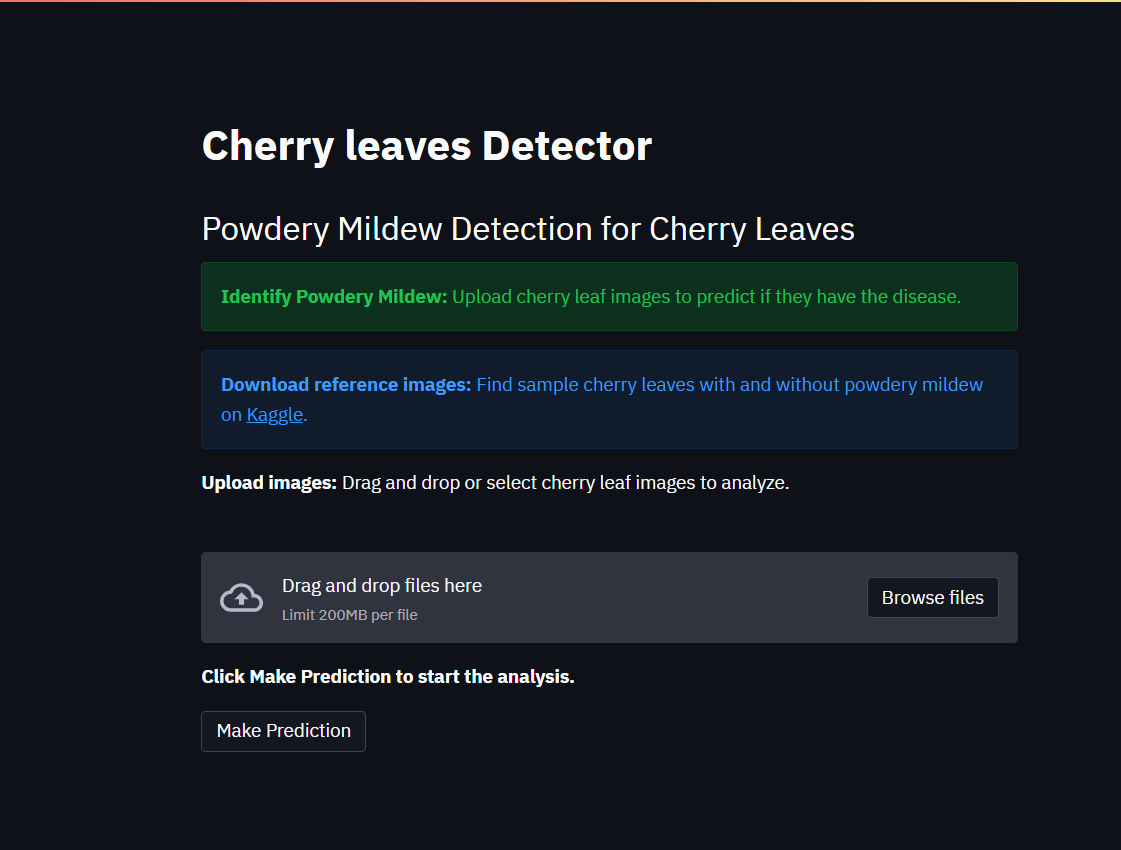 Cherry leaves Detector
Powdery Mildew Detection for Cherry Leaves
Identify Powdery Mildew: Upload cherry leaf images to predict if they have the disease.
Download reference images: Find sample cherry leaves with and without powdery mildew
on Kaggle.
Upload images: Drag and drop or select cherry leaf images to analyze.
Drag and drop files here
Limit 200MB per file
Browse files
Click Make Prediction to start the analysis.
Make Prediction